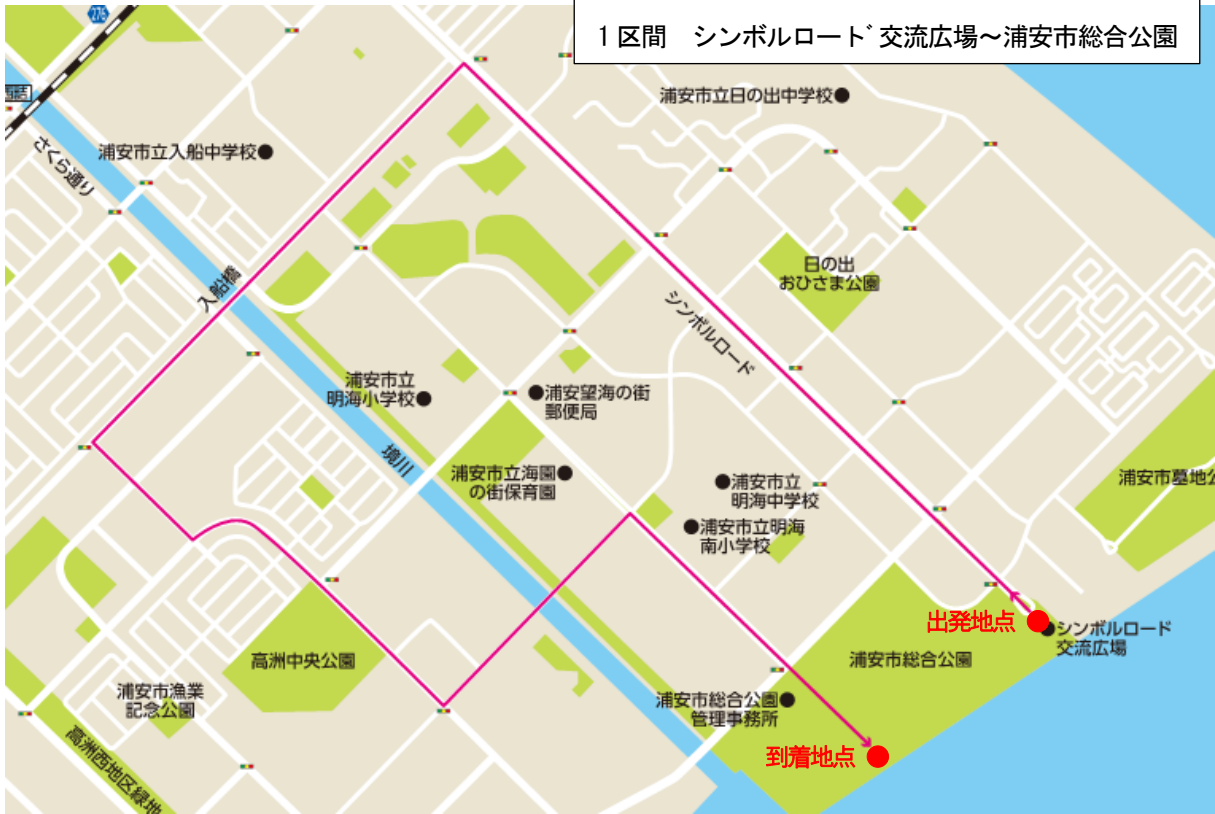 1区間　シンボルロード゛交流広場～浦安市総合公園
276
浦安市立日の出中学校●
さくら通り
浦安市立入船中学校●
入船橋
日の出
おひさま公園
シンボルロード
浦安市立
明海小学校●
●浦安望海の街
郵便局
境川
浦安市立海園●
の街保育園
●浦安市立
明海中学校
浦安市墓地公
●浦安市立明海
南小学校
出発地点
●シンボルロード
交流広場
高洲中央公園
浦安市総合公園
浦安市漁業
記念公園
浦安市総合公園●
管理事務所
高洲西地区緑地
到着地点